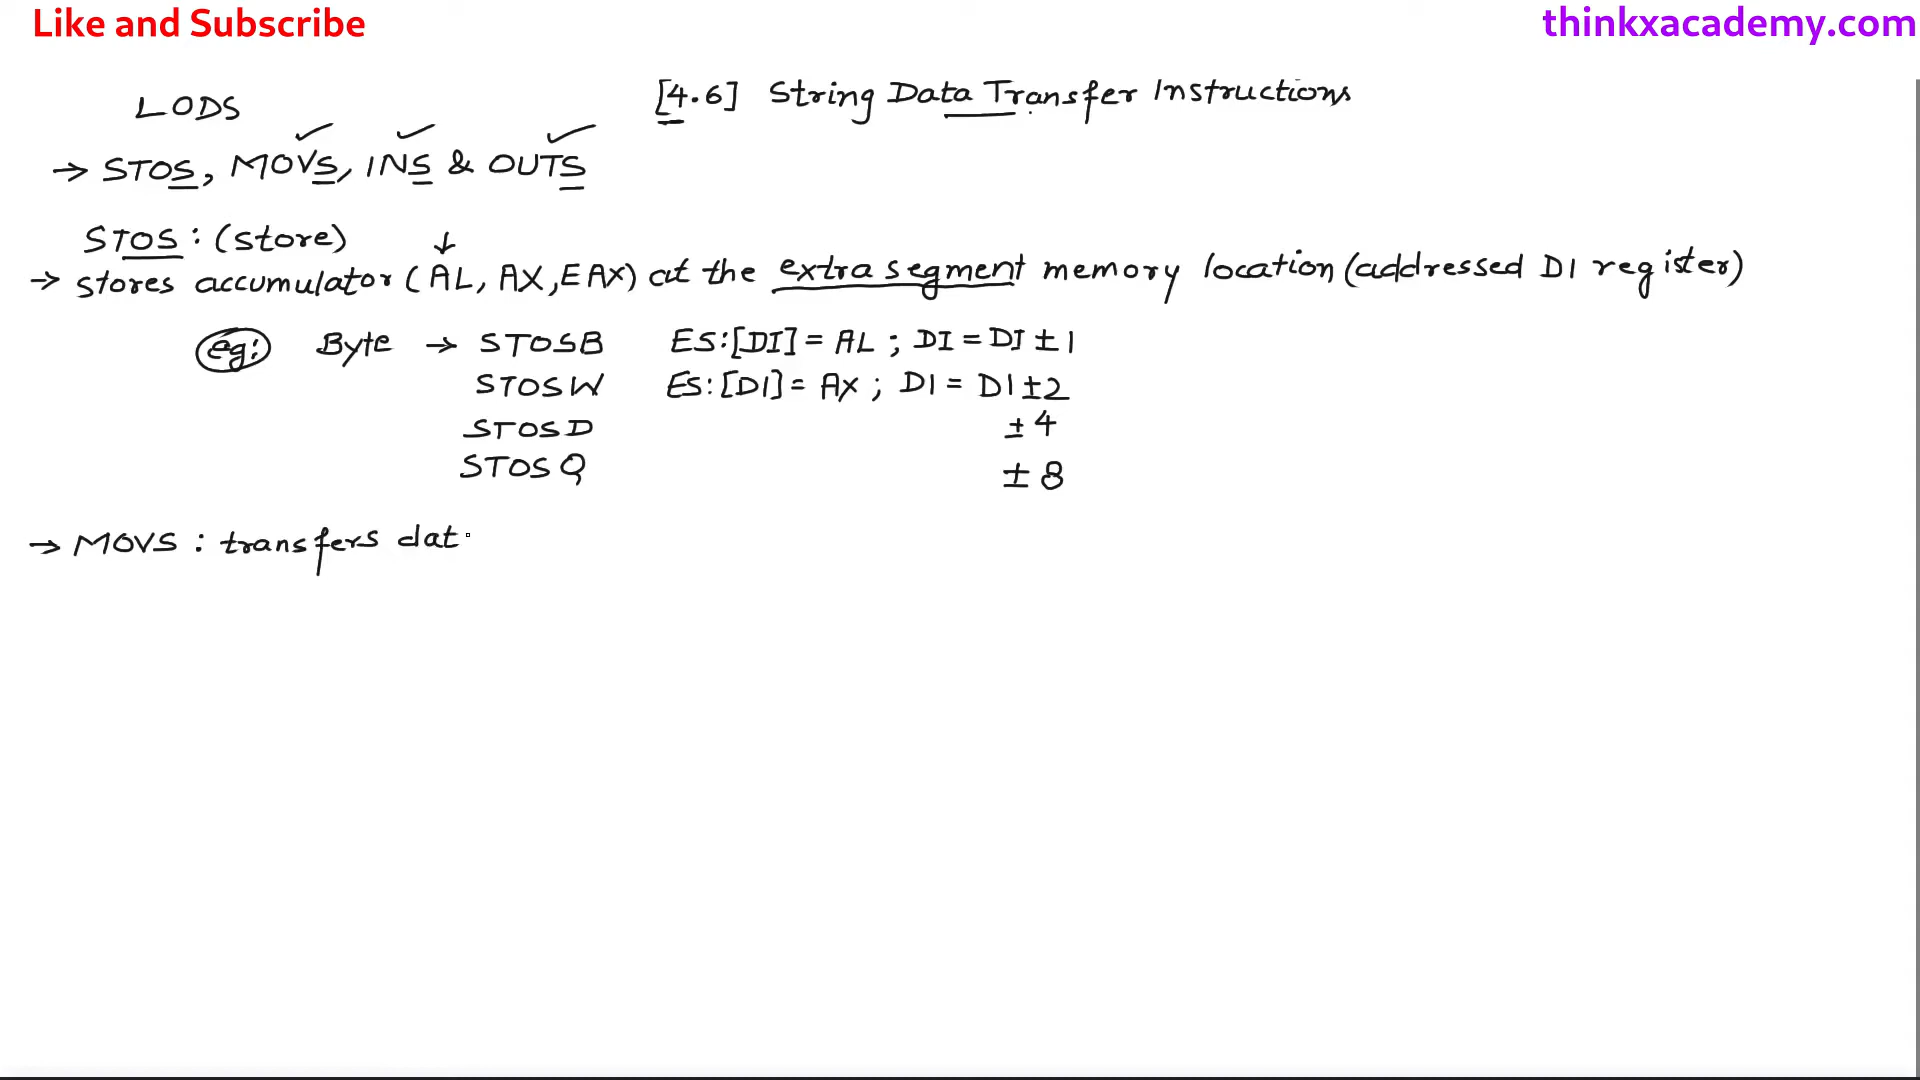 Like and Subscribe
thinkxacademy.com
[4.6] String Data Transfer Instructions
LODS
→ STOS, MOVS, INS & OUTS
STOS : (store)
→ stores accumulator (AL, AX, EAX) at the extra segment memory location (addressed DI register)
eg: Byte → STOSB ES:[DI] = AL ; DI = DI ± 1
STOSW ES:[DI] = AX ; DI = DI ± 2
STOSD ± 4
STOSQ ± 8
→ MOVS : transfers dat